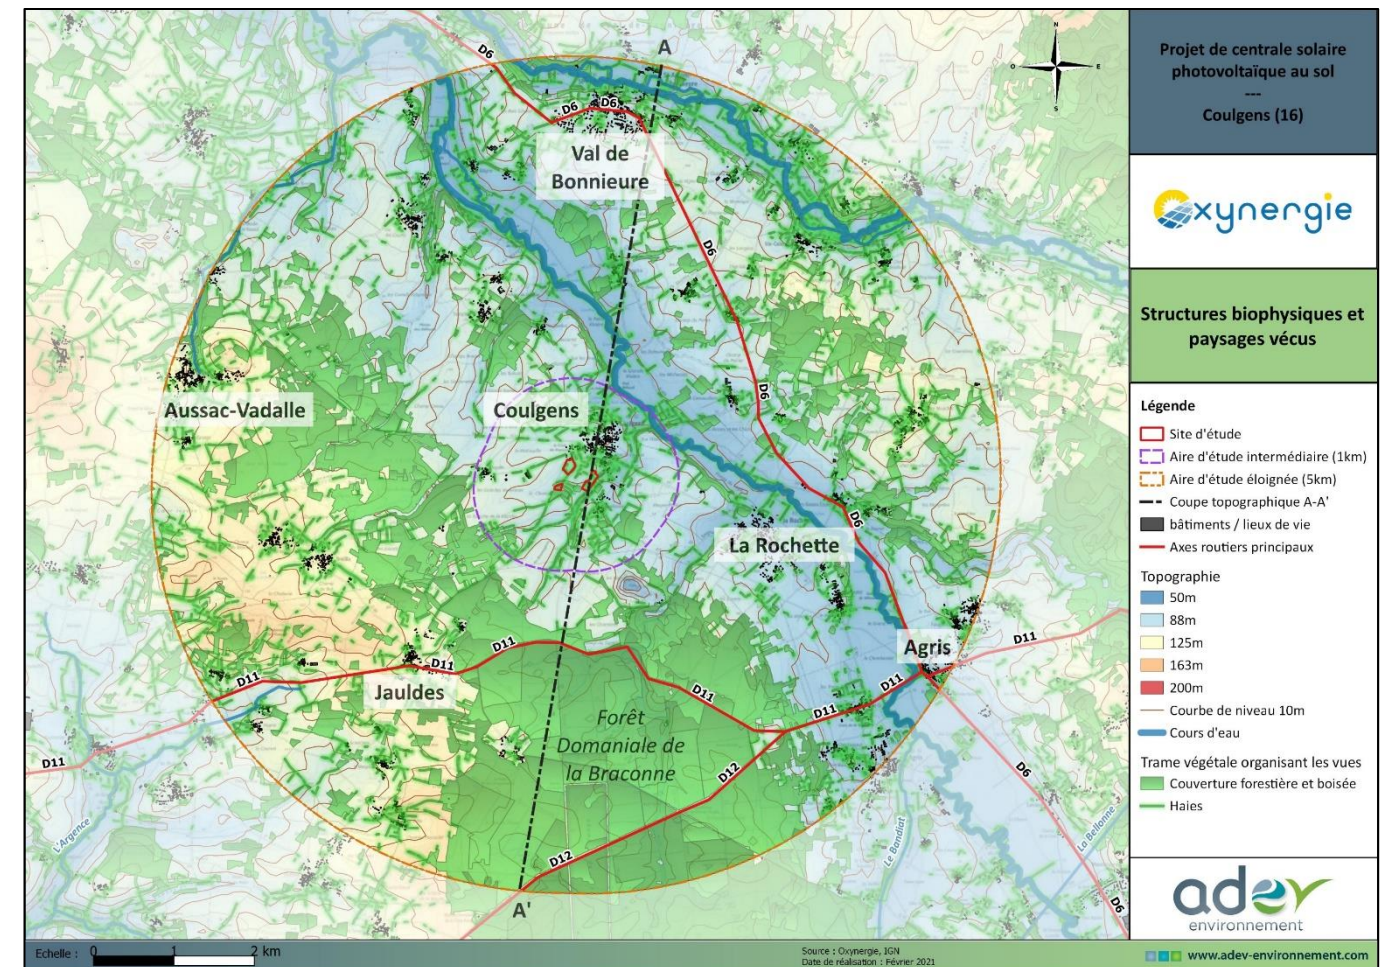 Projet de centrale solaire
photovoltaïque au sol
---
Coulgens (16)
Oxynergie
Structures biophysiques et
paysages vécus
Légende
Site d'étude
Aire d'étude intermédiaire (1km)
Aire d'étude éloignée (5km)
Coupe topographique A-A'
bâtiments / lieux de vie
Axes routiers principaux
Topographie
50m
88m
125m
163m
200m
Courbe de niveau 10m
Cours d'eau
Trame végétale organisant les vues
Couverture forestière et boisée
Haies
adev
environnement
www.adev-environnement.com
N
O
E
S
A
D6
D6
D6
Val de
Bonnieure
D6
D6
Aussac-Vadalle
Coulgens
D6
La Rochette
Agris
D11
D11
D11
D11
Jauldes
D11
D11
D11
Forêt
Domaniale de
la Braconne
D12
D12
D6
D6
L'Argence
Le Bandiat
La Bellonne
A'
Echelle :
0
1
2 km
Source : Oxynergie, IGN
Date de réalisation : Février 2021